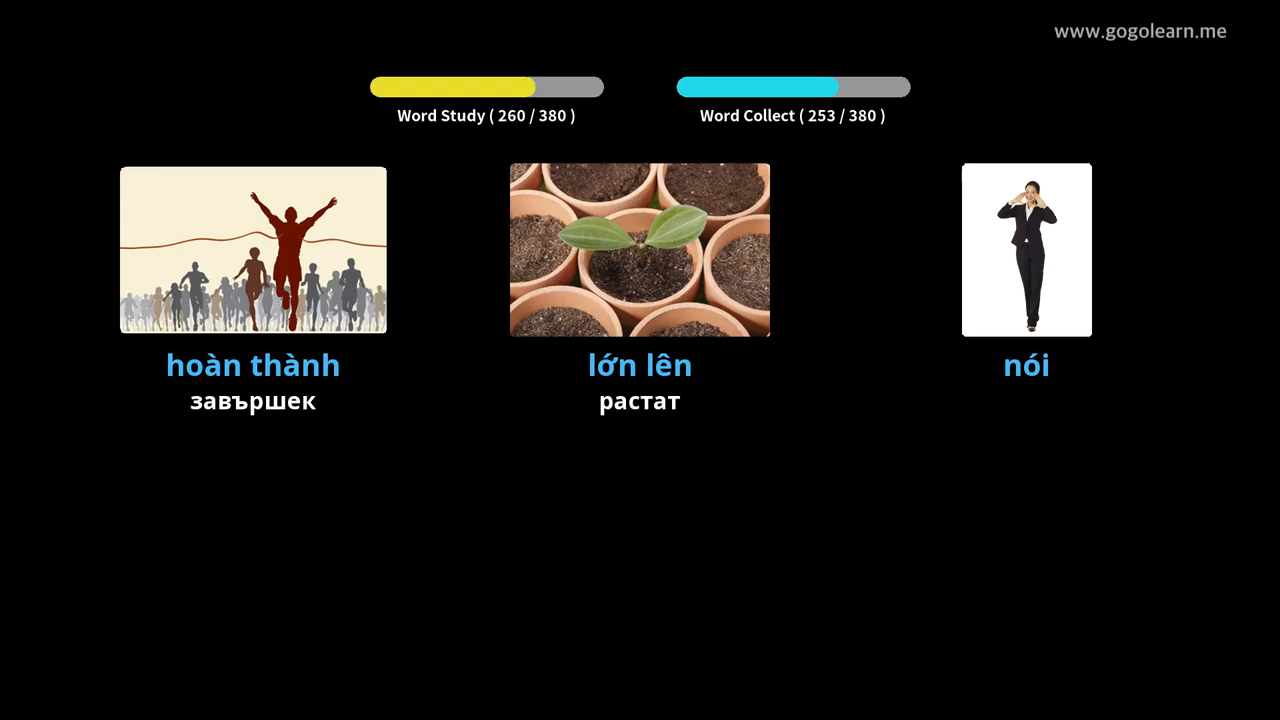 www.gogolearn.me
Word Study ( 260 / 380 )
Word Collect ( 253 / 380 )
hoàn thành
завършек
lớn lên
растат
nói